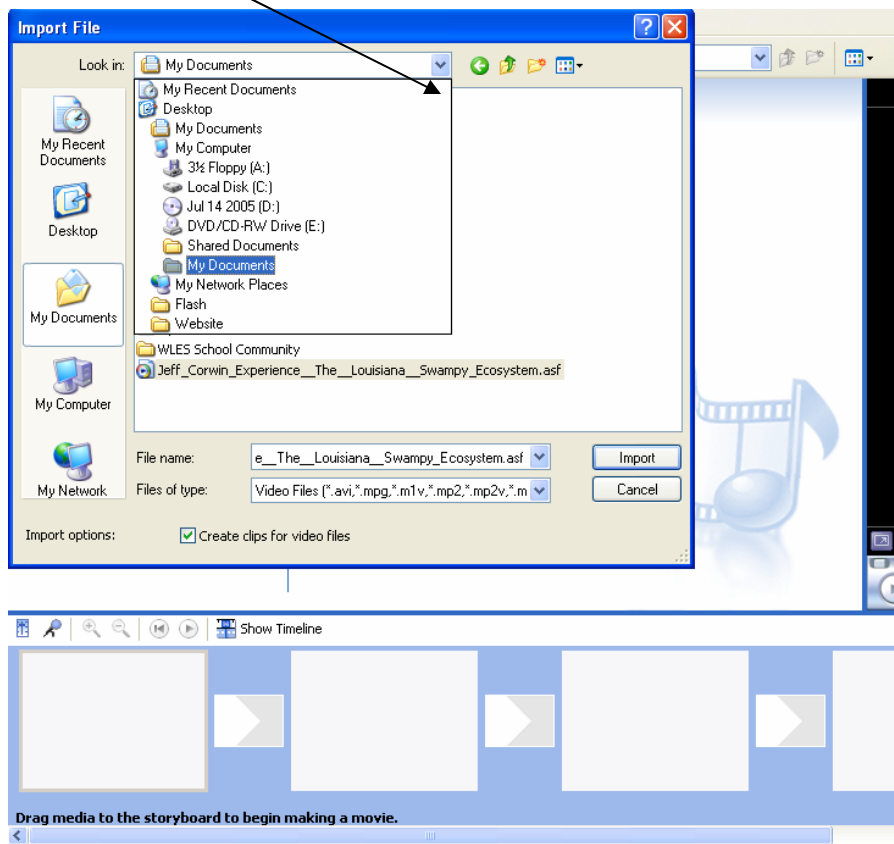 Import File
Look in:
My Documents
My Recent Documents
Desktop
My Documents
My Computer
3½ Floppy (A:)
Local Disk (C:)
Jul 14 2005 (D:)
DVD/CD-RW Drive (E:)
Shared Documents
My Documents
My Network Places
Flash
Website
WLES School Community
Jeff_Corwin_Experience__The__Louisiana__Swampy_Ecosystem.asf
My Recent
Documents
Desktop
My Documents
My Computer
My Network
File name:
e__The__Louisiana__Swampy_Ecosystem.asf
Import
Files of type:
Video Files (*.avi,*.mpg,*.m1v,*.mp2,*.mp2v,*.m
Cancel
Import options:
Create clips for video files
Show Timeline
Drag media to the storyboard to begin making a movie.